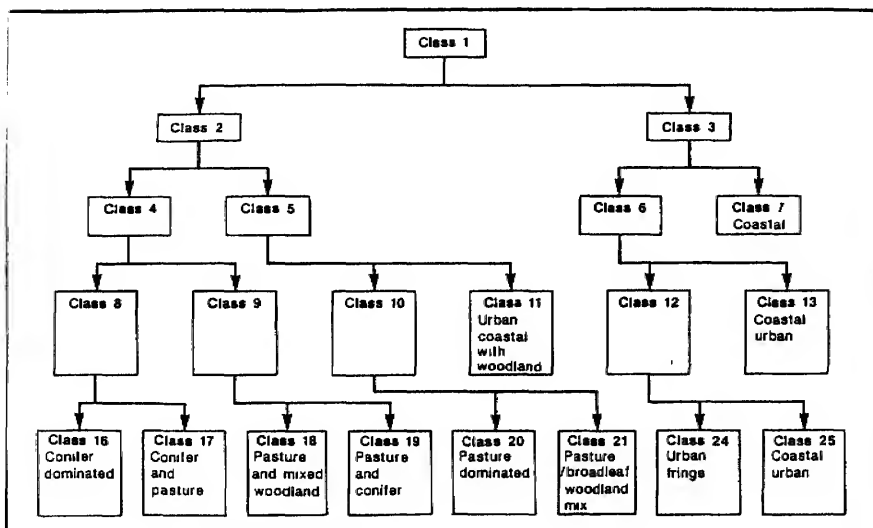 Class 1
Class 2
Class 3
Class 4
Class 5
Class 6
Class 7
Coastal
Class 8
Class 9
Class 10
Class 11
Urban
coastal
with
woodland
Class 12
Class 13
Coastal
urban
Class 16
Conifer
dominated
Class 17
Conifer
and
pasture
Class 18
Pasture
and mixed
woodland
Class 19
Pasture
and
conifer
Class 20
Pasture
dominated
Class 21
Pasture
/broadleaf
woodland
mix
Class 24
Urban
frings
Class 25
Coastal
urban